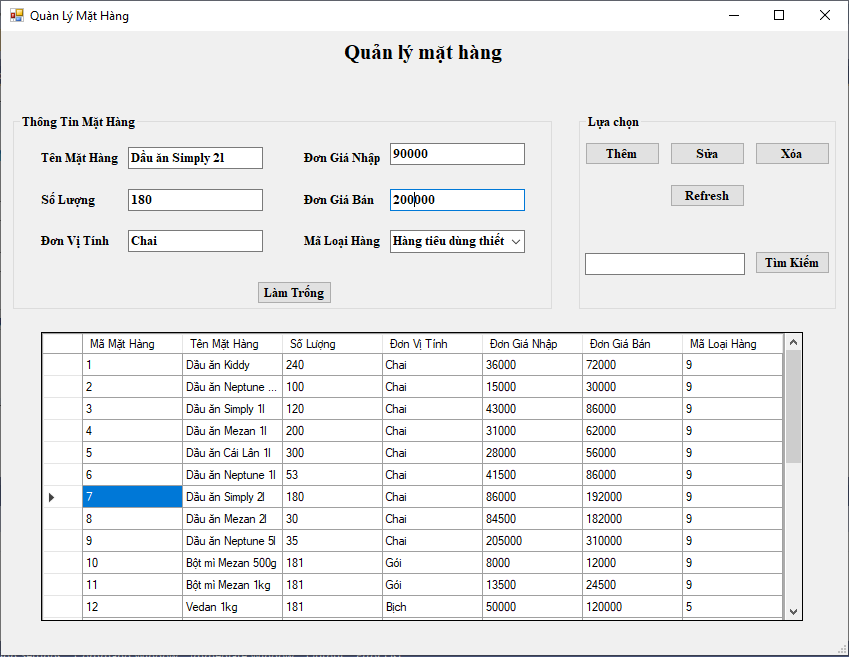 Quản Lý Mặt Hàng
Quản lý mặt hàng
Thông Tin Mặt Hàng
Tên Mặt Hàng Dầu ăn Simply 2l Đơn Giá Nhập 90000
Số Lượng 180 Đơn Giá Bán 200000
Đơn Vị Tính Chai Mã Loại Hàng Hàng tiêu dùng thiết
Làm Trống
Lựa chọn
Thêm Sửa Xóa
Refresh
Tìm Kiếm
Mã Mặt Hàng Tên Mặt Hàng Số Lượng Đơn Vị Tính Đơn Giá Nhập Đơn Giá Bán Mã Loại Hàng
1 Dầu ăn Kiddy 240 Chai 36000 72000 9
2 Dầu ăn Neptune ... 100 Chai 15000 30000 9
3 Dầu ăn Simply 1l 120 Chai 43000 86000 9
4 Dầu ăn Mezan 1l 200 Chai 31000 62000 9
5 Dầu ăn Cái Lân 1l 300 Chai 28000 56000 9
6 Dầu ăn Neptune 1l 53 Chai 41500 86000 9
7 Dầu ăn Simply 2l 180 Chai 86000 192000 9
8 Dầu ăn Mezan 2l 30 Chai 84500 182000 9
9 Dầu ăn Neptune 5l 35 Chai 205000 310000 9
10 Bột mì Mezan 500g 181 Gói 8000 12000 9
11 Bột mì Mezan 1kg 181 Gói 13500 24500 9
12 Vedan 1kg 181 Bịch 50000 120000 5